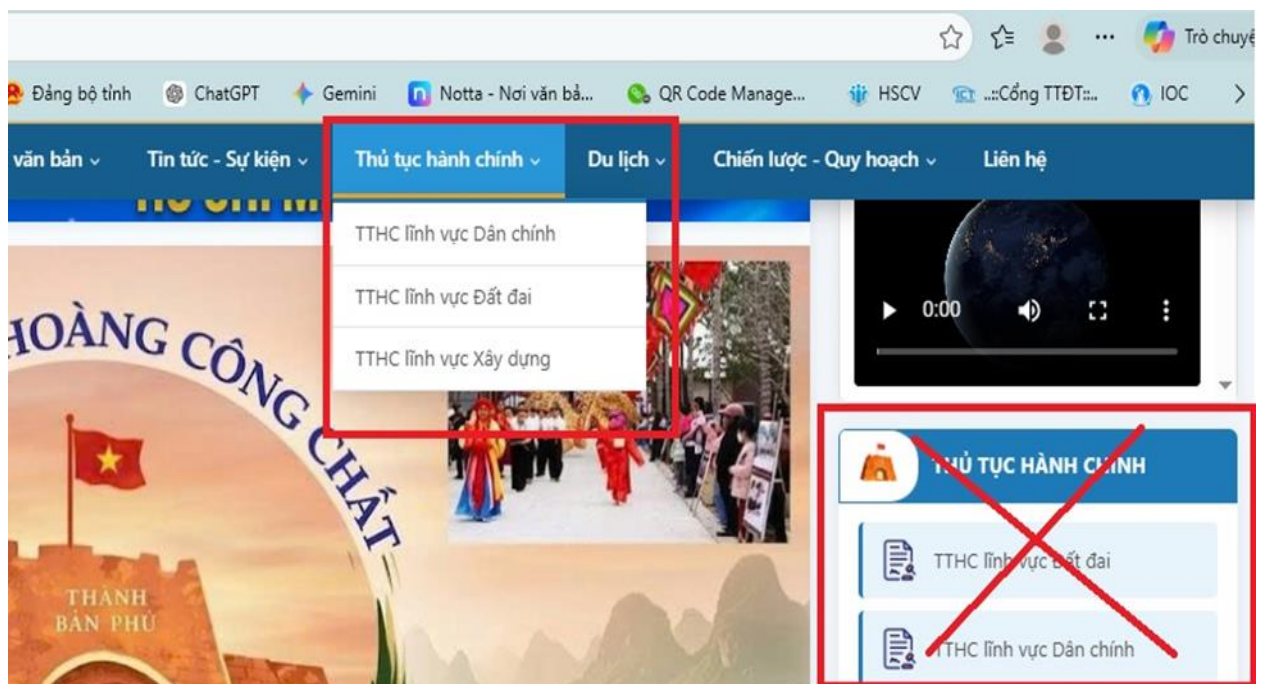 Trò chuyệ
Đảng bộ tỉnh ChatGPT Gemini Notta - Nơi văn bả... QR Code Manage... HSCV ..::Cổng TTĐT::.. IOC
văn bản Tin tức - Sự kiện Thủ tục hành chính Du lịch Chiến lược - Quy hoạch Liên hệ
TTHC lĩnh vực Dân chính
TTHC lĩnh vực Đất đai
TTHC lĩnh vực Xây dựng
0:00
HOÀNG CÔNG CHẤT
THÀNH
BẢN PHỦ
THỦ TỤC HÀNH CHÍNH
TTHC lĩnh vực Đất đai
TTHC lĩnh vực Dân chính